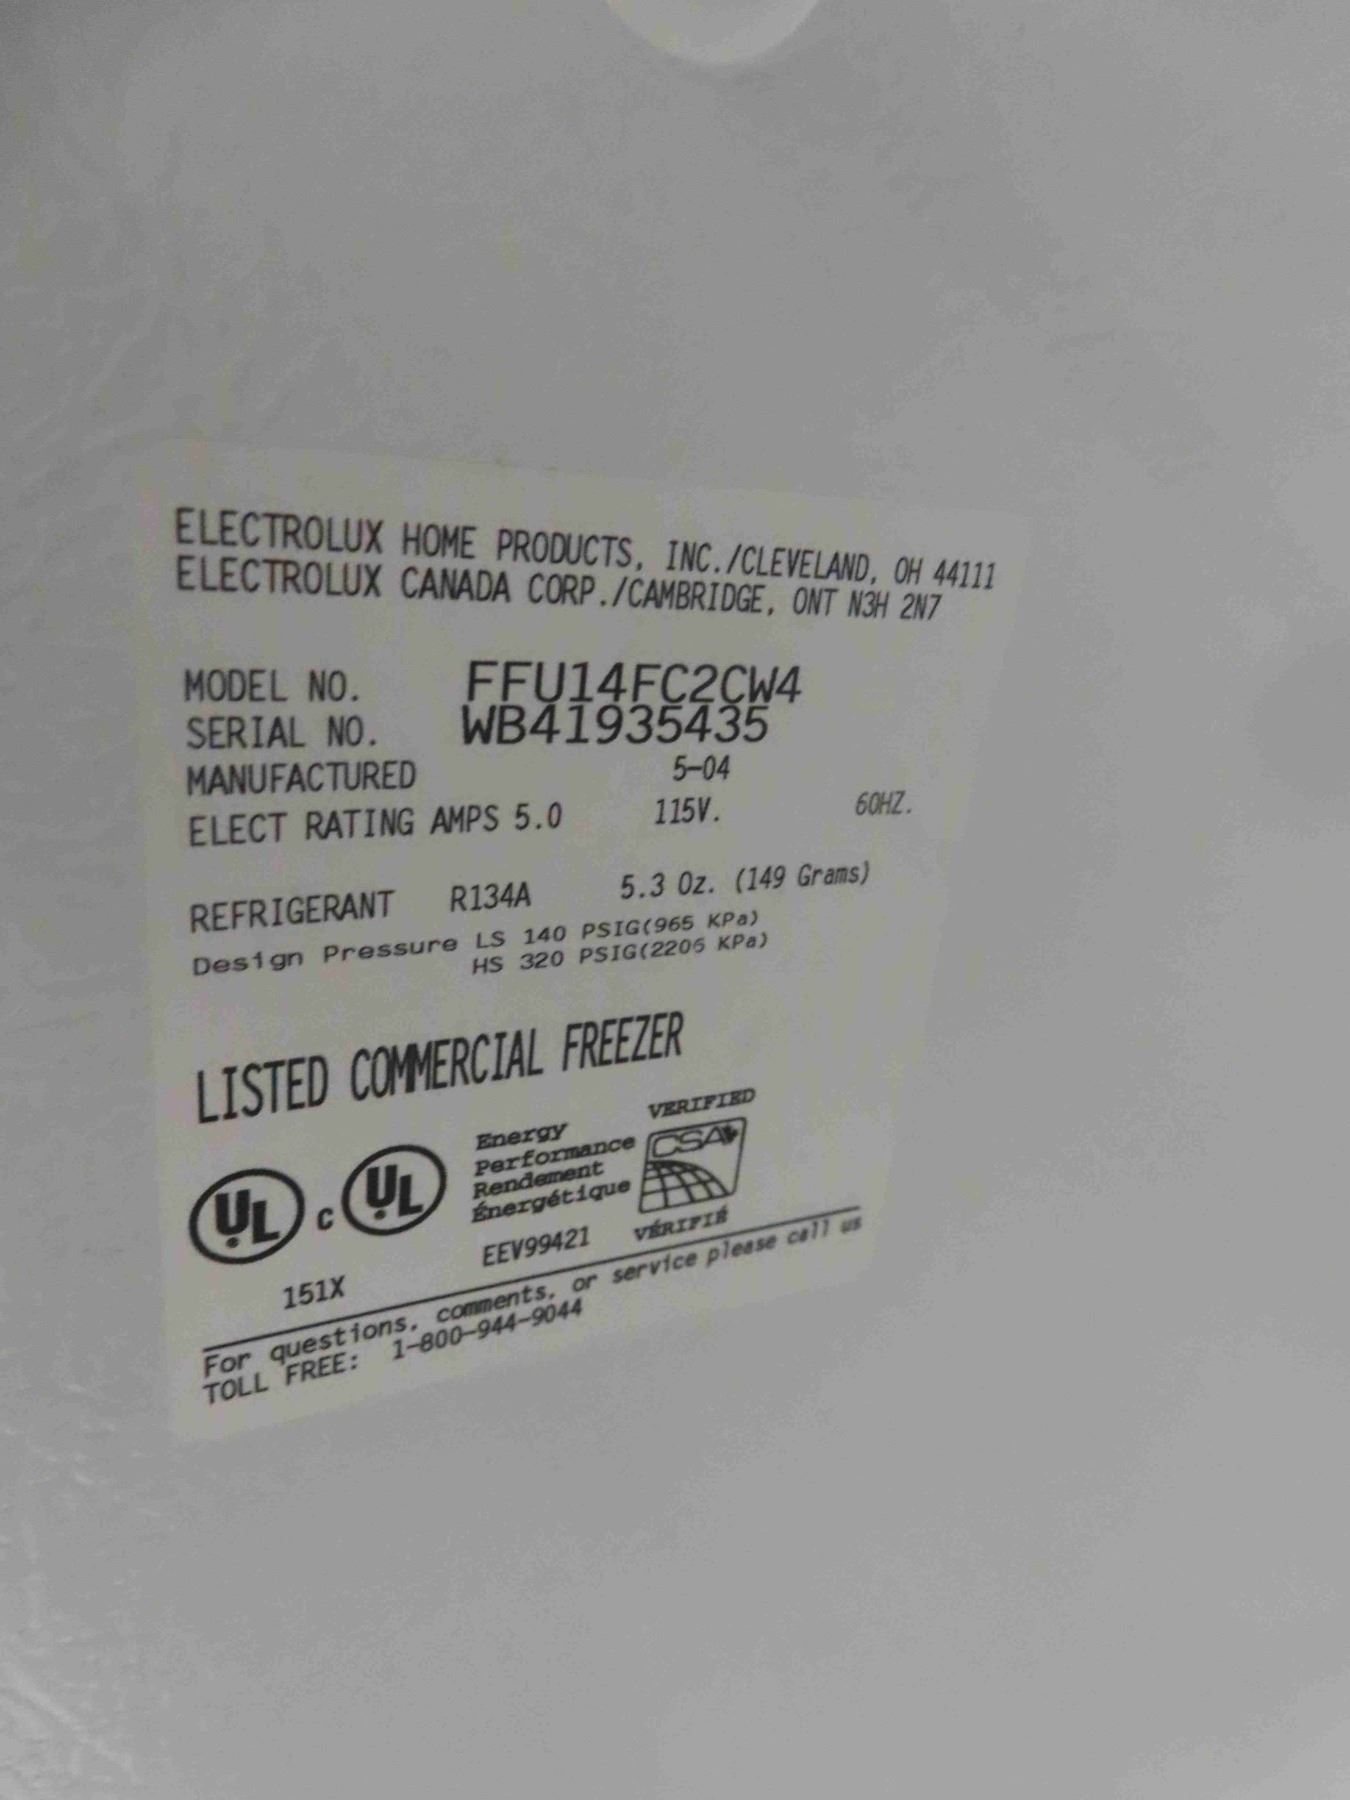 ELECTROLUX HOME PRODUCTS, INC./CLEVELAND, OH 44111
ELECTROLUX CANADA CORP./CAMBRIDGE, ONT N3H 2N7
MODEL NO. FFU14FC2CW4
SERIAL NO. WB41935435
MANUFACTURED 5-04
ELECT RATING AMPS 5.0 115V. 60HZ.
REFRIGERANT R134A 5.3 Oz. (149 Grams)
Design Pressure LS 140 PSIG(965 KPa)
HS 320 PSIG(2206 KPa)
LISTED COMMERCIAL FREEZER
UL c UL
151X
Energy
Performance
Rendement
Énergétique
EEV99421
VERIFIED
CSA
VÉRIFIÉ
For questions, comments, or service please call us
TOLL FREE: 1-800-944-9044